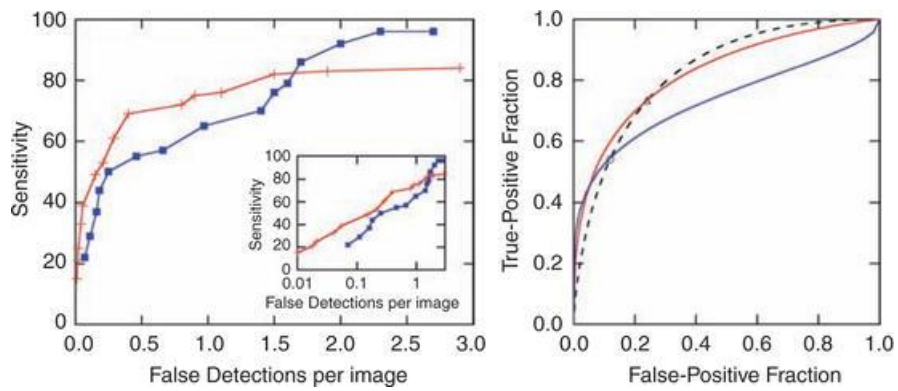 100
80
60
40
20
0
Sensitivity
0.0 0.5 1.0 1.5 2.0 2.5 3.0
False Detections per image
100
80
60
40
20
0
Sensitivity
0.01 0.1 1
False Detections per image
1.0
0.8
0.6
0.4
0.2
0.0
True-Positive Fraction
0.0 0.2 0.4 0.6 0.8 1.0
False-Positive Fraction